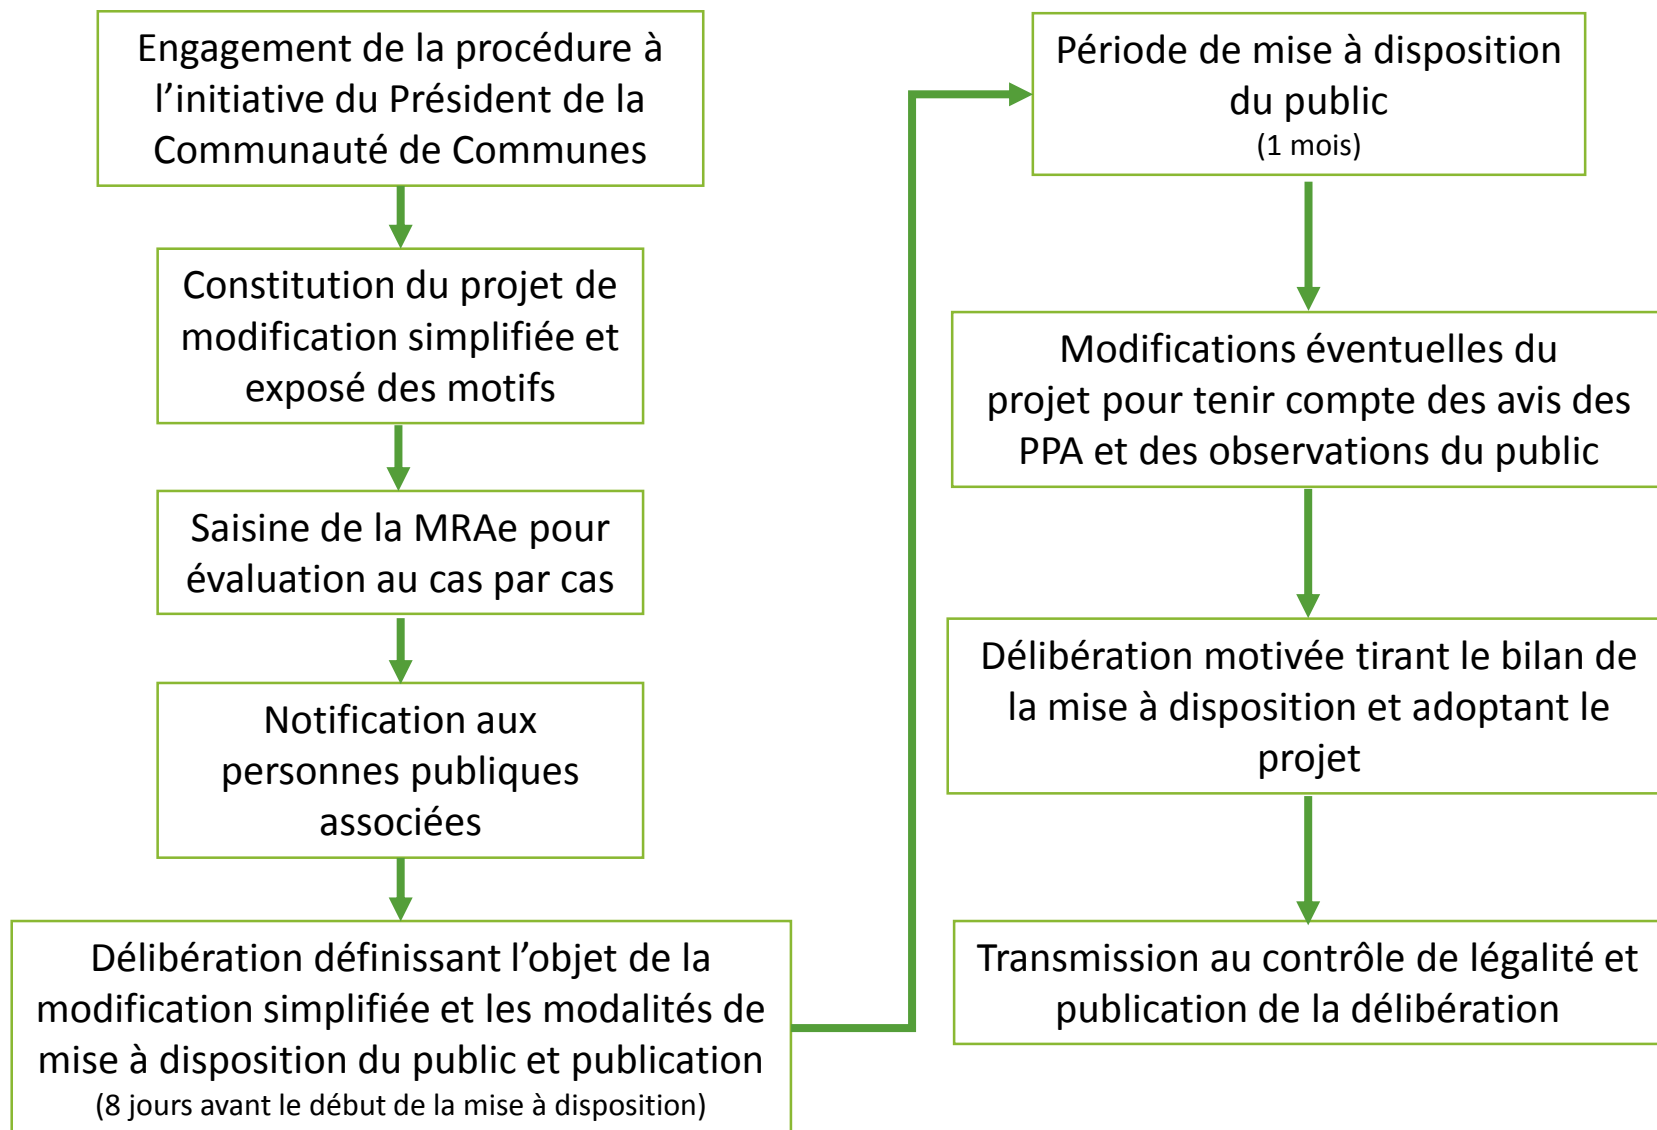 Engagement de la procédure à
l’initiative du Président de la
Communauté de Communes
Constitution du projet de
modification simplifiée et
exposé des motifs
Saisine de la MRAe pour
évaluation au cas par cas
Notification aux
personnes publiques
associées
Délibération définissant l’objet de la
modification simplifiée et les modalités de
mise à disposition du public et publication
(8 jours avant le début de la mise à disposition)
Période de mise à disposition
du public
(1 mois)
Modifications éventuelles du
projet pour tenir compte des avis des
PPA et des observations du public
Délibération motivée tirant le bilan de
la mise à disposition et adoptant le
projet
Transmission au contrôle de légalité et
publication de la délibération